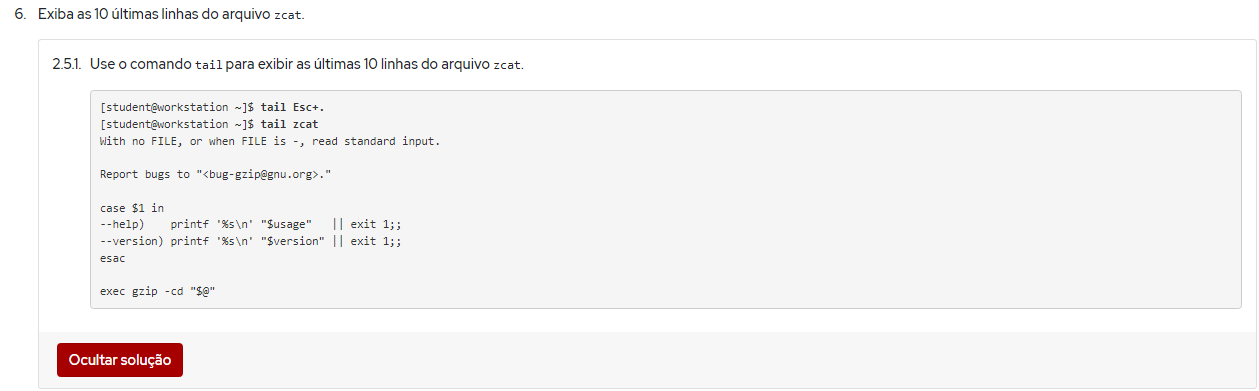 6. Exiba as 10 últimas linhas do arquivo zcat.
2.5.1. Use o comando tail para exibir as últimas 10 linhas do arquivo zcat.
[student@workstation ~]$ tail Esc+.
[student@workstation ~]$ tail zcat
With no FILE, or when FILE is -, read standard input.
Report bugs to "<bug-gzip@gnu.org>."
case $1 in
--help)    printf '%s\n' "$usage"   || exit 1;;
--version) printf '%s\n' "$version" || exit 1;;
esac
exec gzip -cd "$@"
Ocultar solução